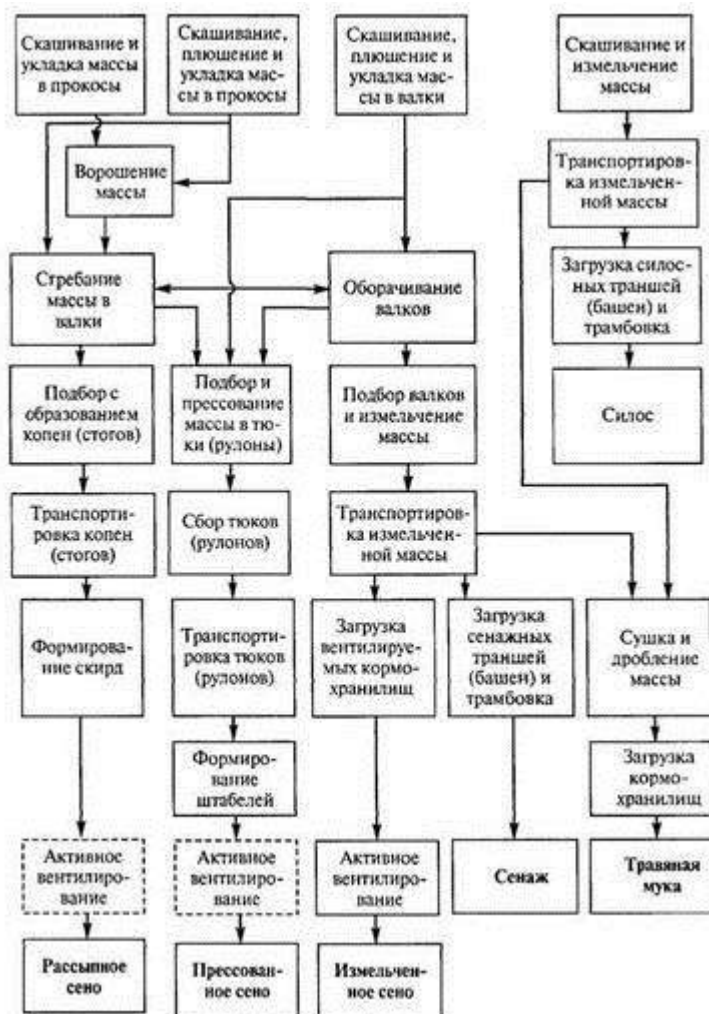 Скашивание и
укладка массы
в прокосы
Скашивание,
плюшение и
укладка мас-
сы в прокосы
Скашивание,
плюшение и
укладка мас-
сы в валки
Скашивание и
измельчение
массы
Ворошение
массы
Транспортиров-
ка измельчен-
ной массы
Стребание
массы в
валки
Оборачивание
валков
Загрузка силос-
ных траншей
(башен) и
трамбовка
Подбор с
образованием
копен (стогов)
Подбор и
прессование
массы в тю-
ки (рулоны)
Подбор валков
и измельчение
массы
Силос
Транспорти-
ровка копен
(стогов)
Сбор тюков
(рулонов)
Транспортиров-
ка измельчен-
ной массы
Формирова-
ние скирд
Транспорти-
ровка тюков
(рулонов)
Загрузка
вентилируе-
мых кормо-
хранилищ
Загрузка
сенажных
траншей
(башен) и
трамбовка
Сушка и
дробление
массы
Формиро-
вание
штабелей
Загрузка
кормо-
хранилищ
Активное
вентилиро-
вание
Активное
вентилиро-
вание
Активное
вентилиро-
вание
Сенаж
Травяная
мука
Рассыпное
сено
Прессован-
ное сено
Измельчен-
ное сено